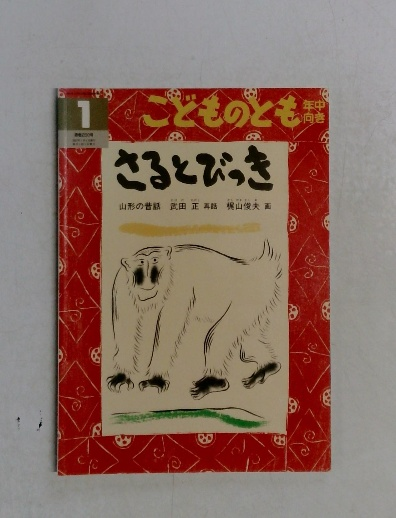 1
こどものとも 年中向き
さるとびっき
山形の昔話 武田 正 再話 梶山俊夫 画